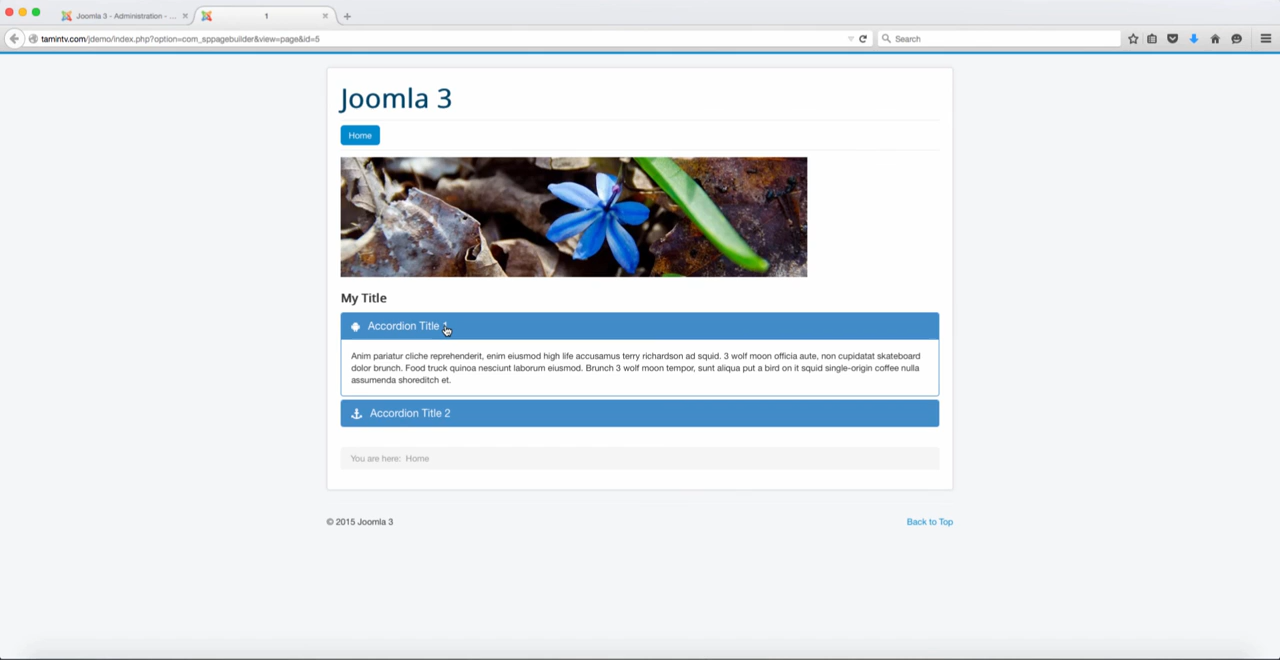 Joomla 3 - Administration - ...
1
tamintv.com/jdemo/index.php?option=com_sppagebuilder&view=page&id=5
Search
Joomla 3
Home
My Title
Accordion Title 1
Anim pariatur cliche reprehenderit, enim eiusmod high life accusamus terry richardson ad squid. 3 wolf moon officia aute, non cupidatat skateboard
dolor brunch. Food truck quinoa nesciunt laborum eiusmod. Brunch 3 wolf moon tempor, sunt aliqua put a bird on it squid single-origin coffee nulla
assumenda shoreditch et.
Accordion Title 2
You are here: Home
© 2015 Joomla 3
Back to Top